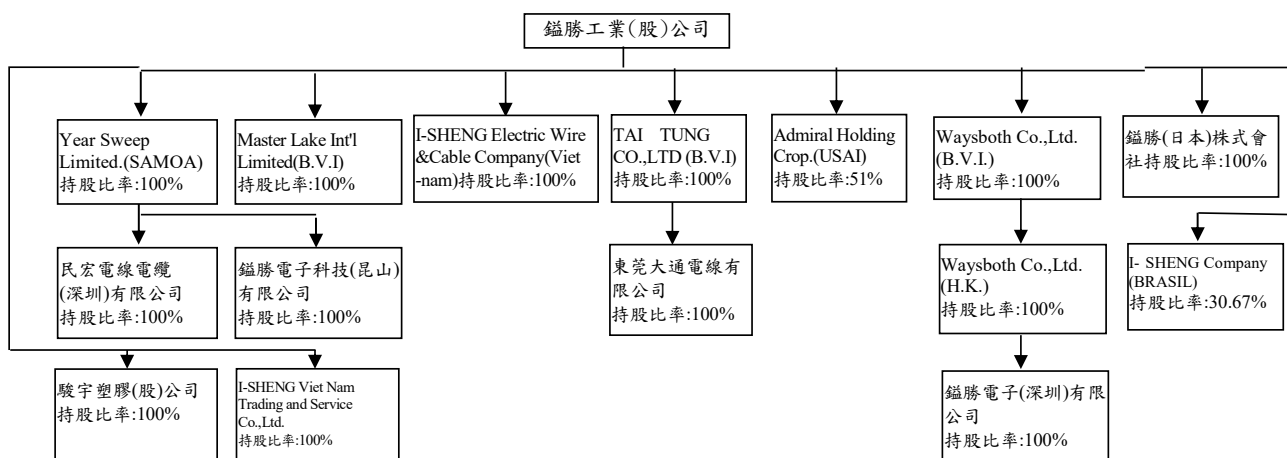 鎰勝工業(股)公司
Year Sweep
Limited.(SAMOA)
持股比率:100%
Master Lake Int'l
Limited(B.V.I)
持股比率:100%
I-SHENG Electric Wire
&Cable Company(Viet
-nam)持股比率:100%
TAI TUNG
CO.,LTD (B.V.I)
持股比率:100%
Admiral Holding
Crop.(USAI)
持股比率:51%
Waysboth Co.,Ltd.
(B.V.I.)
持股比率:100%
鎰勝(日本)株式會
社持股比率:100%
民宏電線電纜
(深圳)有限公司
持股比率:100%
鎰勝電子科技(昆山)
有限公司
持股比率:100%
東莞大通電線有
限公司
持股比率:100%
Waysboth Co.,Ltd.
(H.K.)
持股比率:100%
I- SHENG Company
(BRASIL)
持股比率:30.67%
駿宇塑膠(股)公司
持股比率:100%
I-SHENG Viet Nam
Trading and Service
Co.,Ltd.
持股比率:100%
鎰勝電子(深圳)有限
公司
持股比率:100%